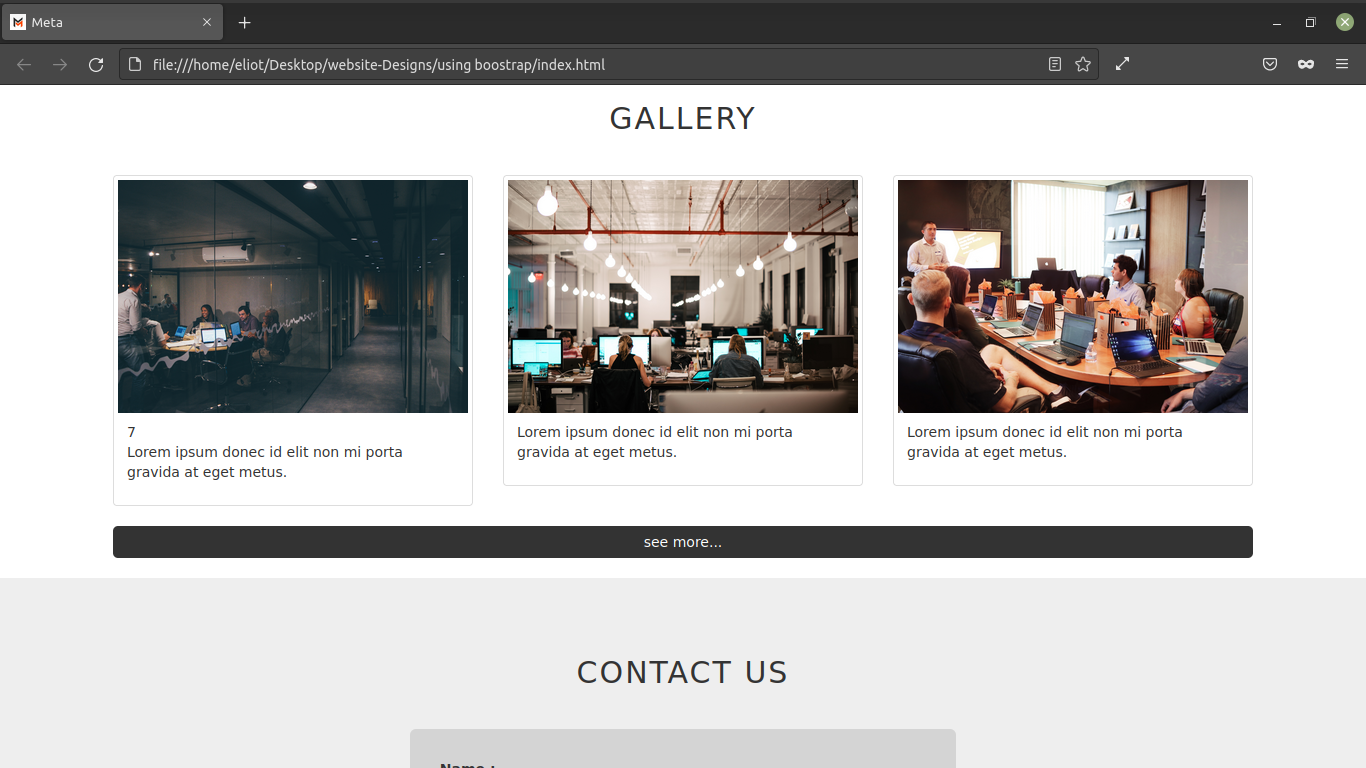 Meta
file:///home/eliot/Desktop/website-Designs/using boostrap/index.html
GALLERY
7
Lorem ipsum donec id elit non mi porta
gravida at eget metus.
Lorem ipsum donec id elit non mi porta
gravida at eget metus.
Lorem ipsum donec id elit non mi porta
gravida at eget metus.
see more...
CONTACT US
Name :